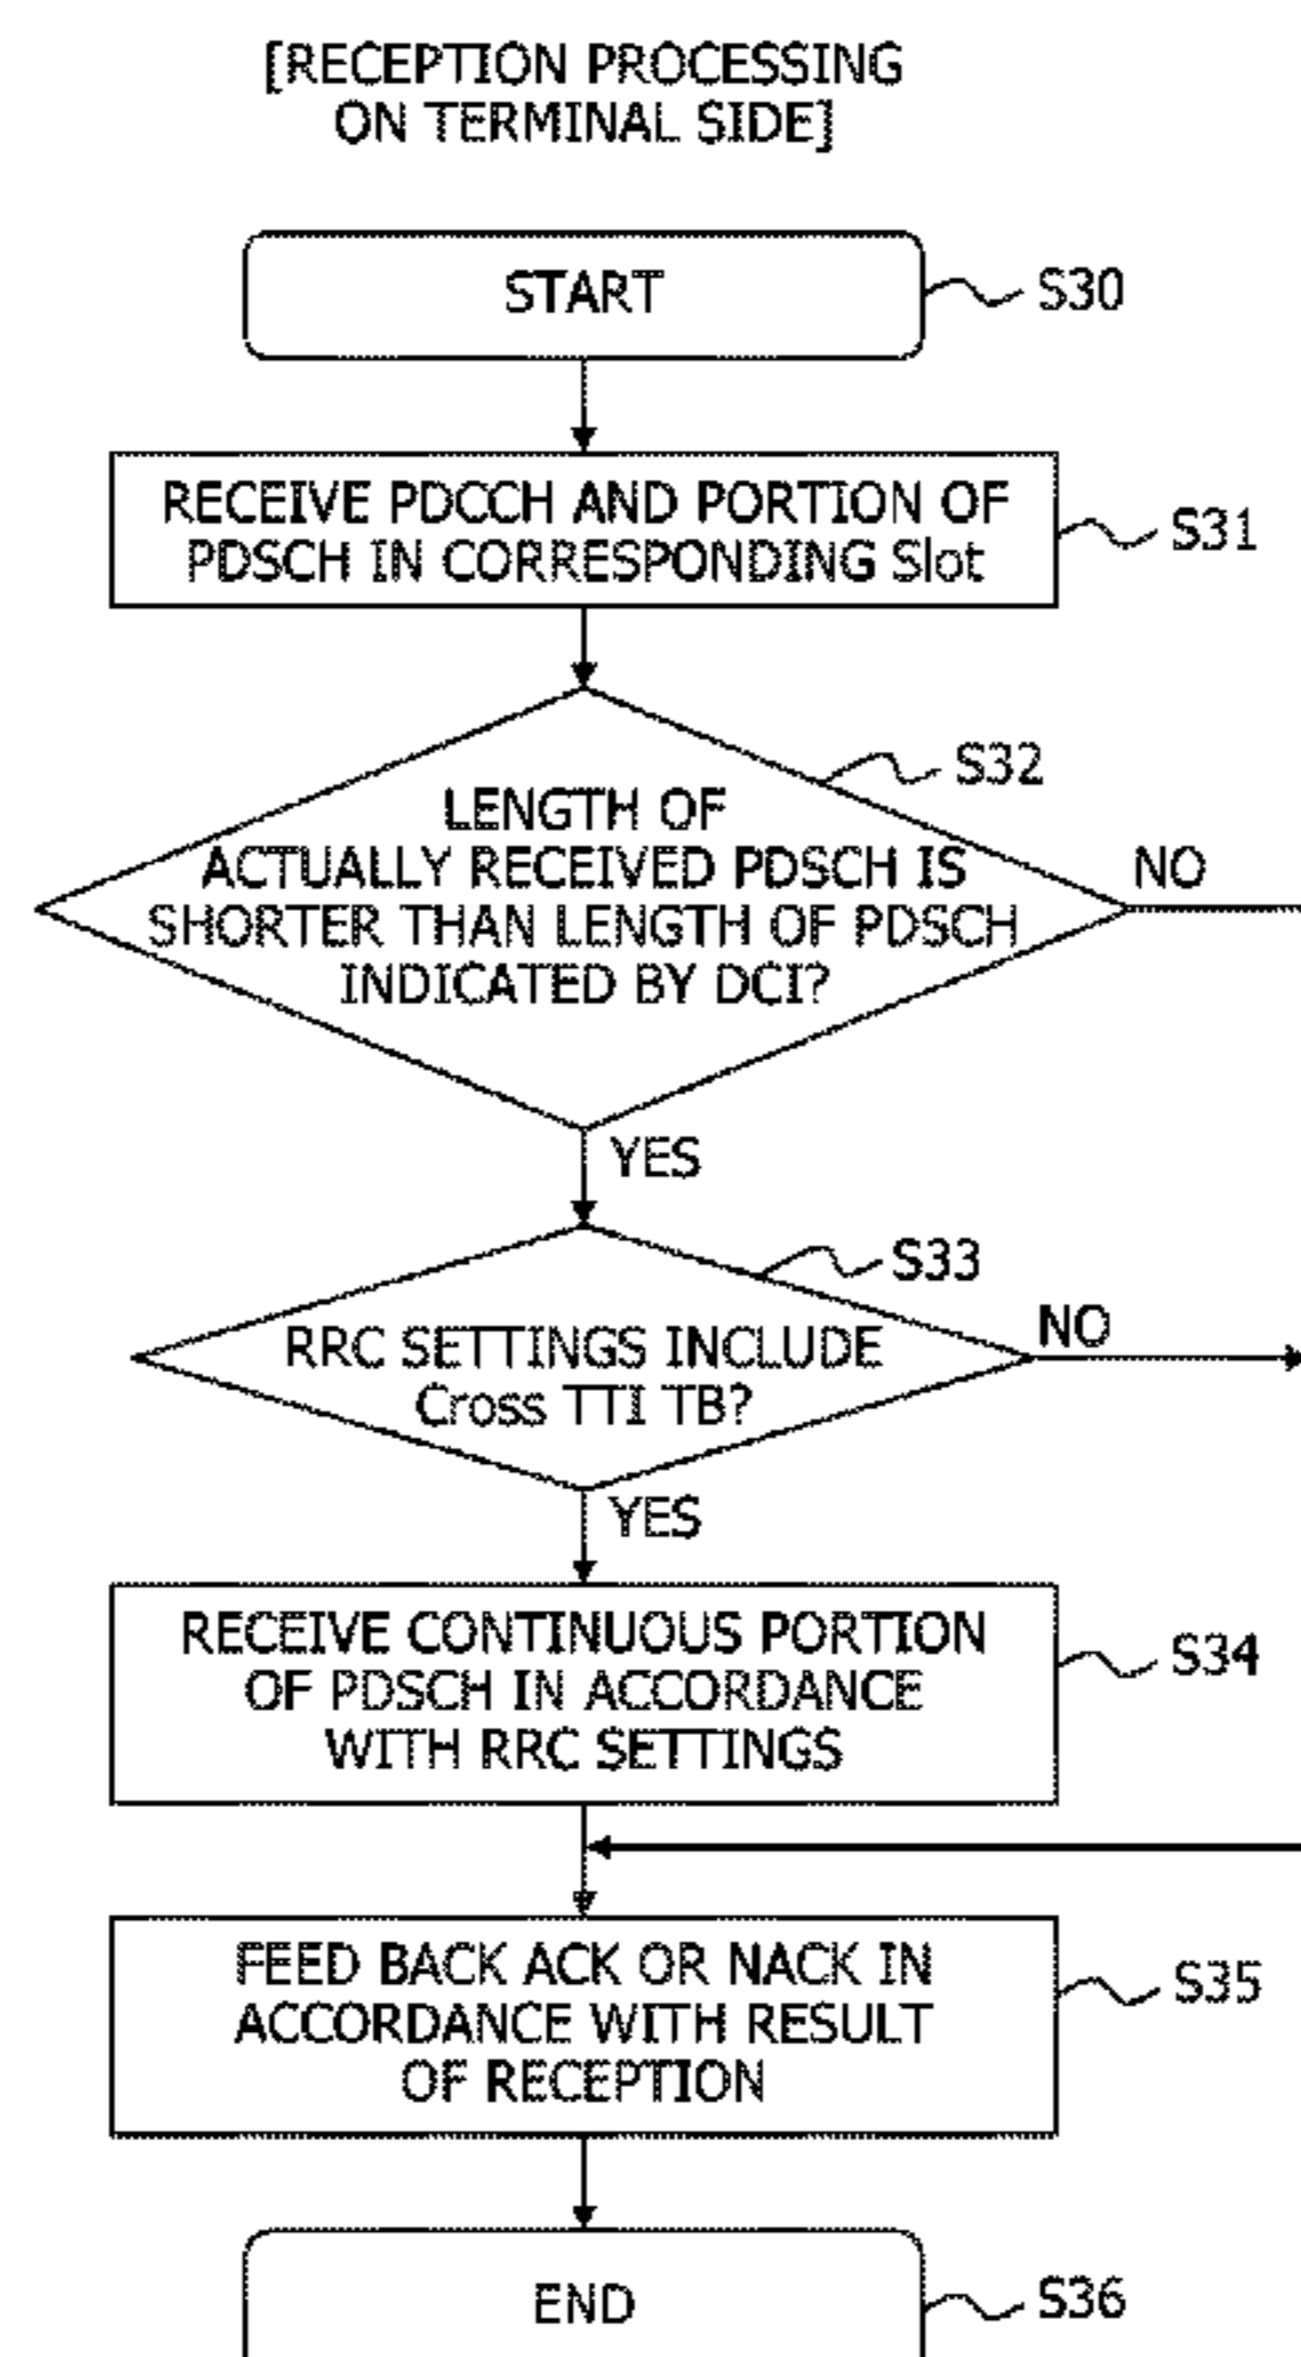 [RECEPTION PROCESSING
ON TERMINAL SIDE]
START
S30
RECEIVE PDCCH AND PORTION OF
PDSCH IN CORRESPONDING Slot
S31
S32
LENGTH OF
ACTUALLY RECEIVED PDSCH IS
SHORTER THAN LENGTH OF PDSCH
INDICATED BY DCI?
NO
YES
S33
RRC SETTINGS INCLUDE
Cross TTI TB?
NO
YES
RECEIVE CONTINUOUS PORTION
OF PDSCH IN ACCORDANCE
WITH RRC SETTINGS
S34
FEED BACK ACK OR NACK IN
ACCORDANCE WITH RESULT
OF RECEPTION
S35
END
S36